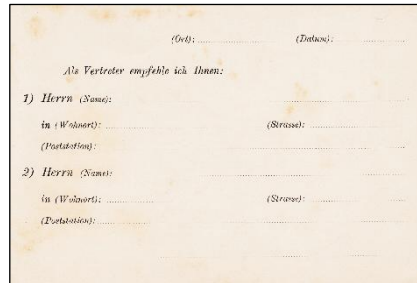 (Ort): (Datum):
Als Vertreter empfehle ich Ihnen:
1) Herrn (Name):
in (Wohnort): (Strasse):
(Poststation):
2) Herrn (Name):
in (Wohnort): (Strasse):
(Poststation):